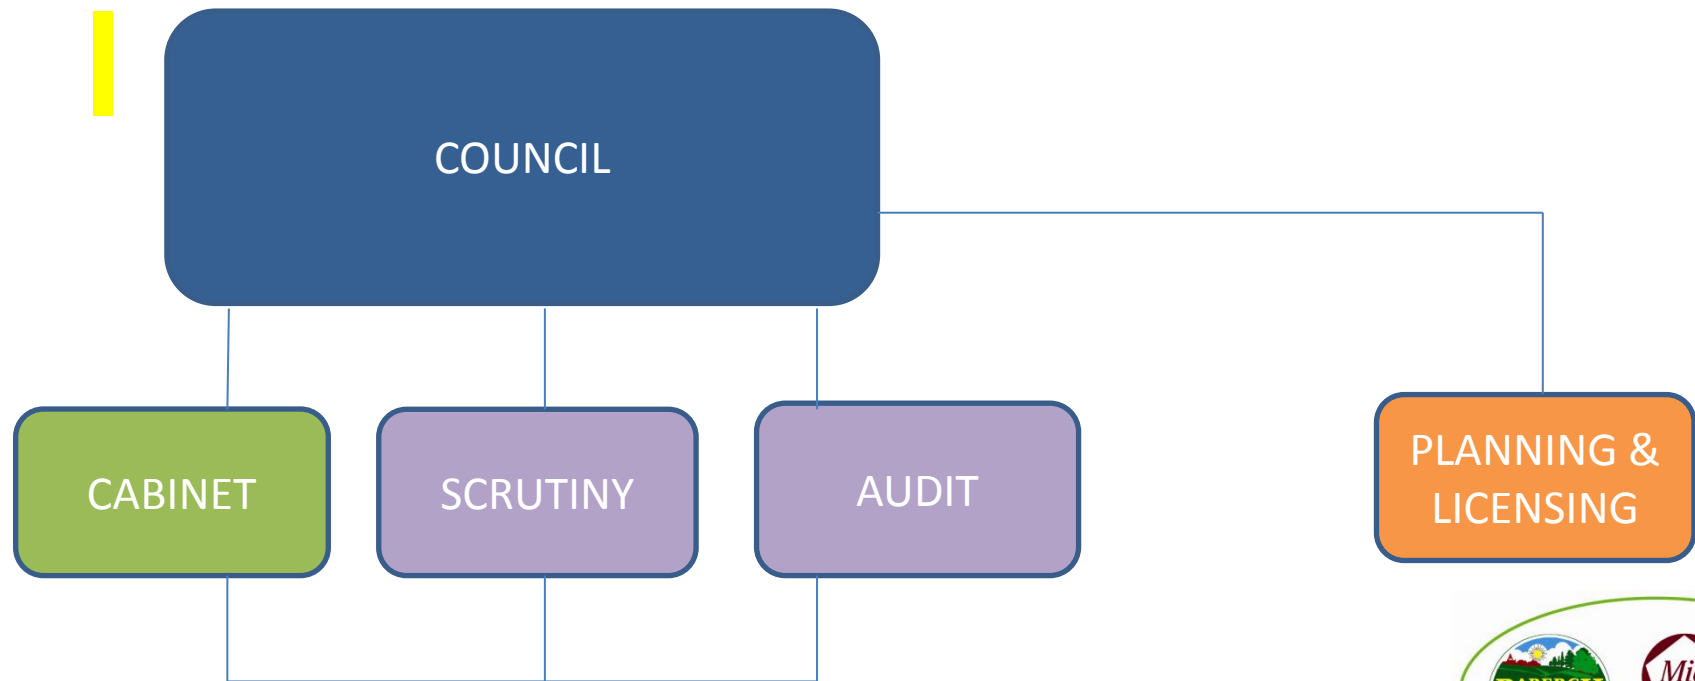 COUNCIL
CABINET
SCRUTINY
AUDIT
PLANNING &
LICENSING